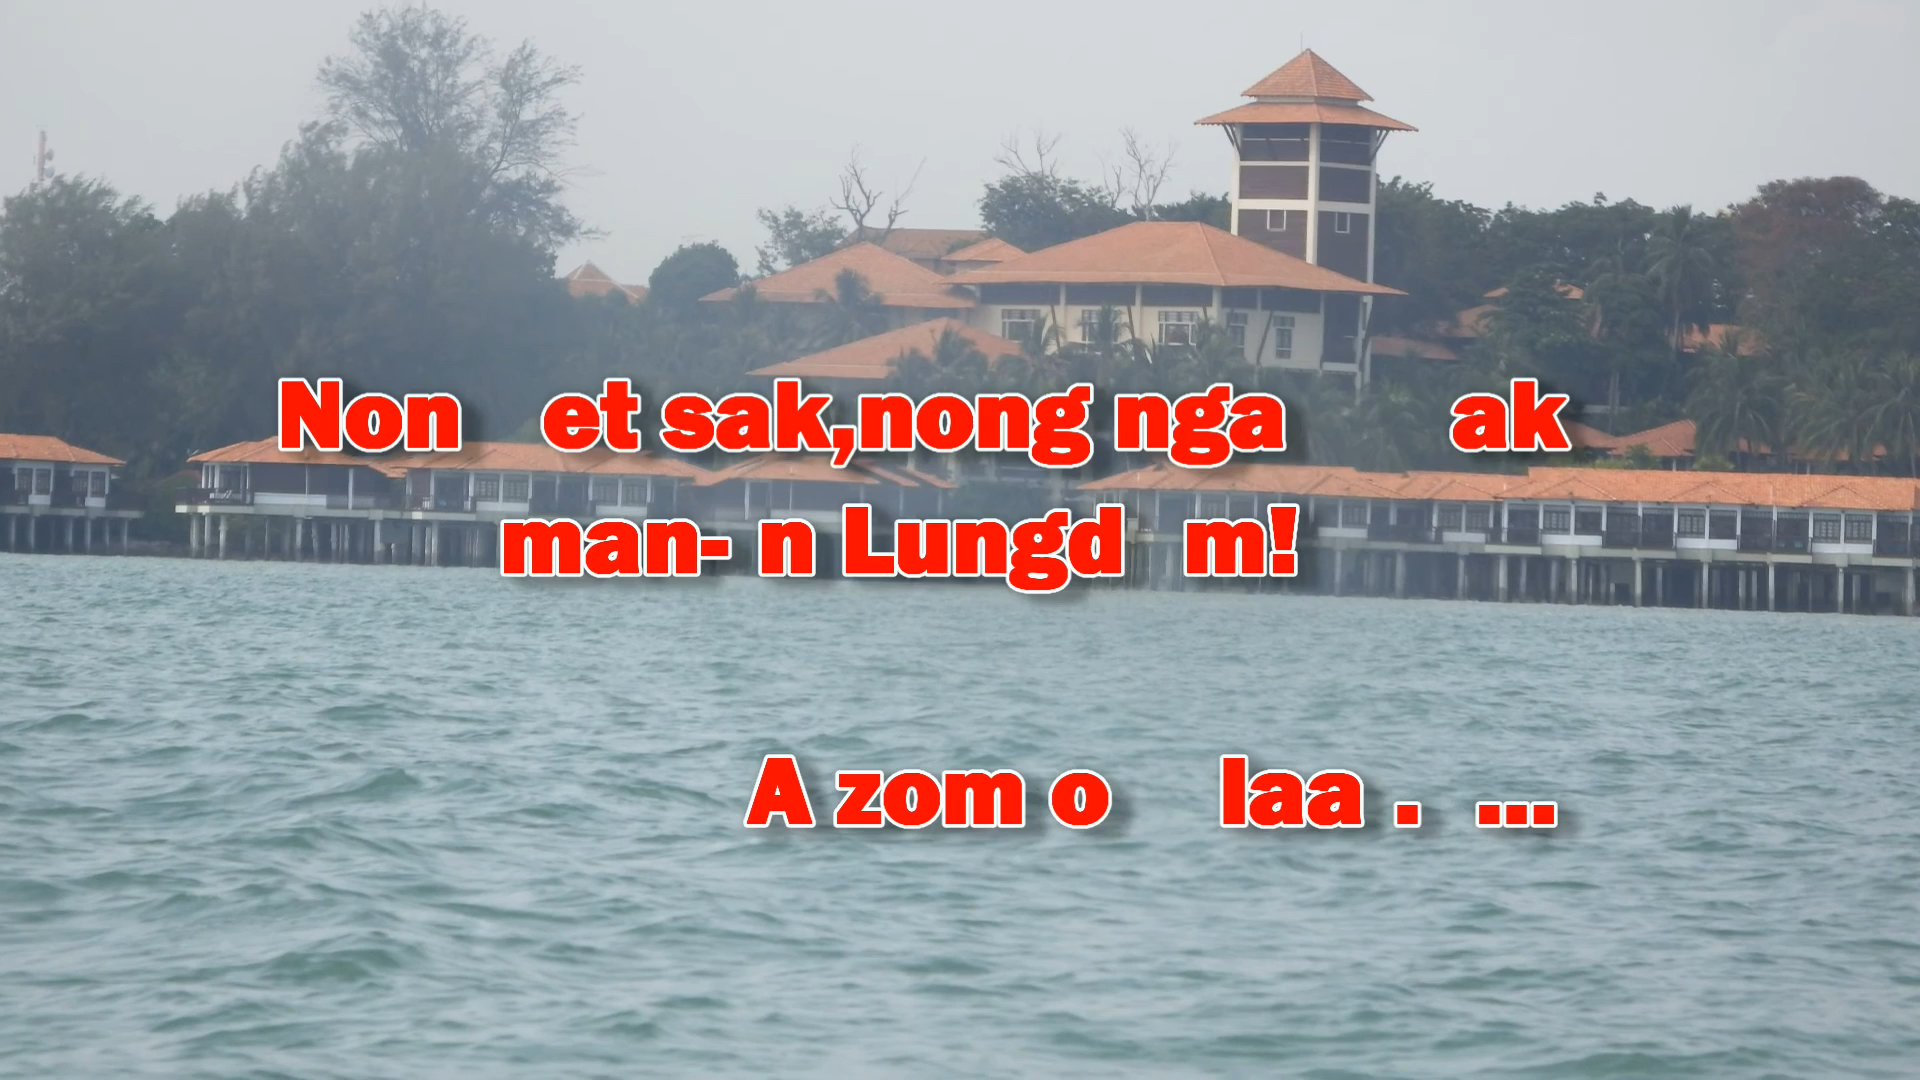 Non et sak,nong nga ak
man- n Lungd m!
A zom o laa . ...